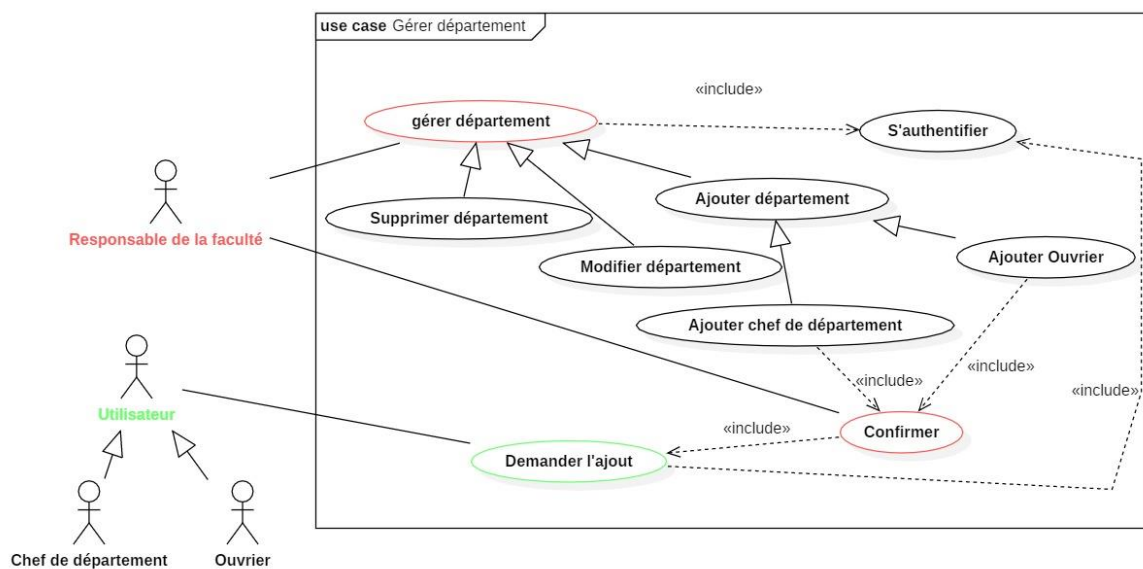 use case Gérer département
«include»
gérer département
S'authentifier
Ajouter département
Supprimer département
Responsable de la faculté
Ajouter Ouvrier
Modifier département
Ajouter chef de département
«include»
«include»
«include»
Utilisateur
«include»
Confirmer
Demander l'ajout
Chef de département
Ouvrier